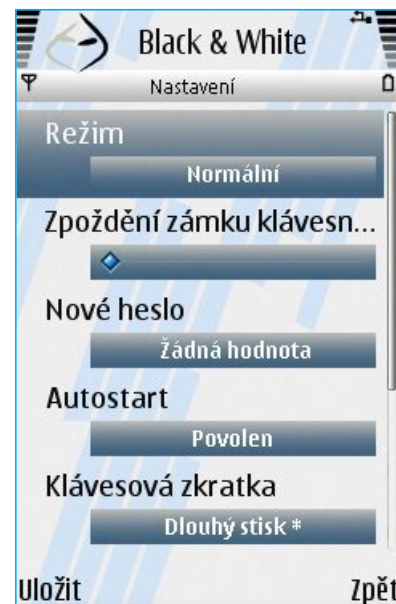 Black & White
Nastavení
Režim
Normální
Zpoždění zámku klávesn...
Nové heslo
Žádná hodnota
Autostart
Povolen
Klávesová zkratka
Dlouhý stisk *
Uložit
Zpět